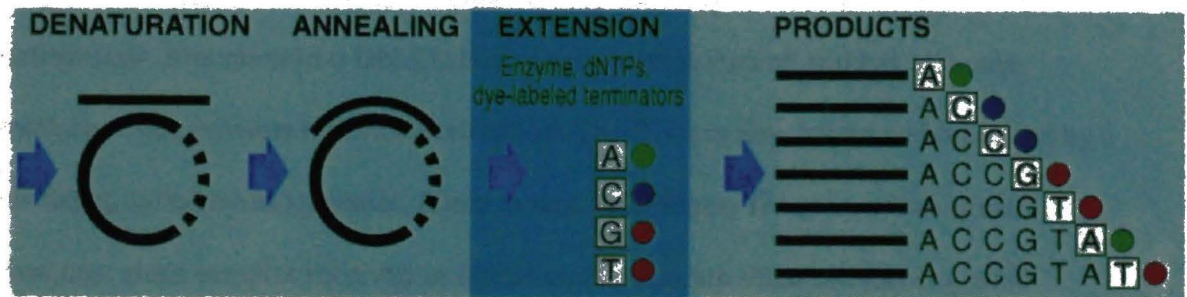 DENATURATION ANNEALING EXTENSION PRODUCTS
Enzyme, dNTPs,
dye-labeled terminators
A
C
G
T
A
A C
A C C
A C C G
A C C G T
A C C G T A
A C C G T A T